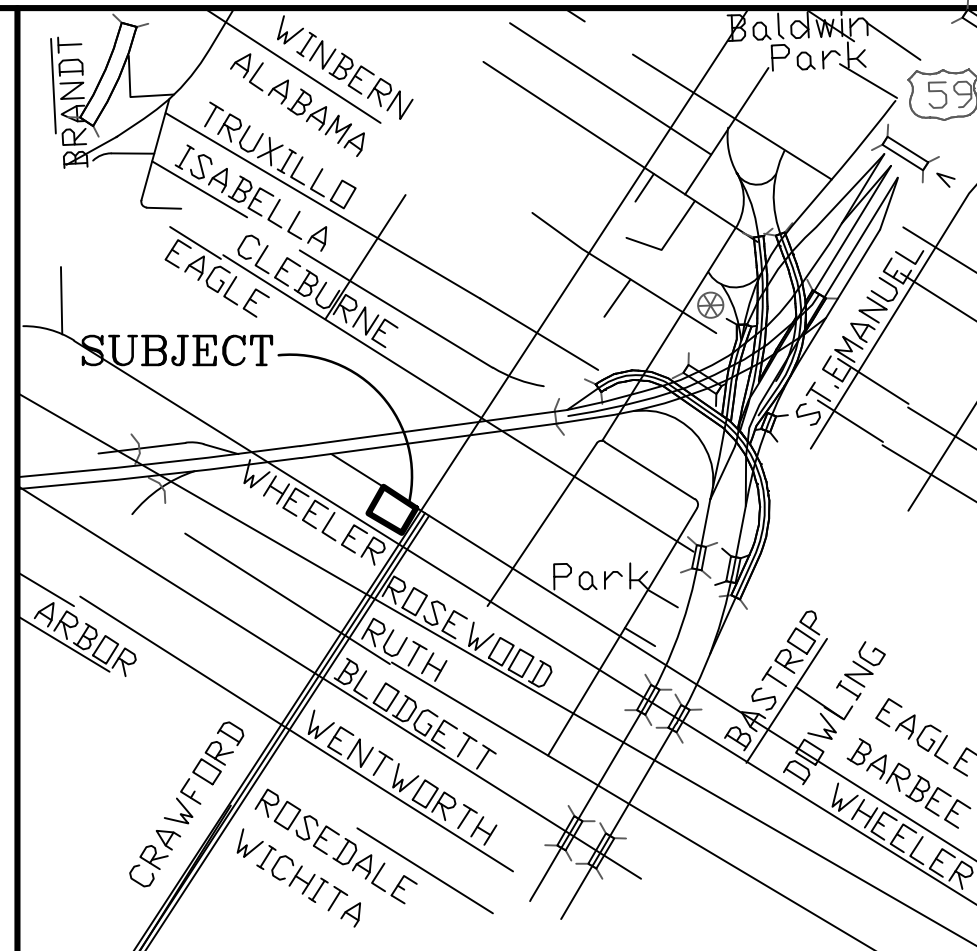 Baldwin
Park
59
BRANDT
WINBERN
ALABAMA
TRUXILLO
ISABELLA
CLEBURNE
EAGLE
ST.EMANUEL
SUBJECT
WHEELER
Park
ROSEWOOD
RUTH
BLODGETT
WENTWORTH
ARBOR
CRAWFORD
ROSEDALE
WICHITA
BASTROP
DOWLING
EAGLE
BARBEE
WHEELER